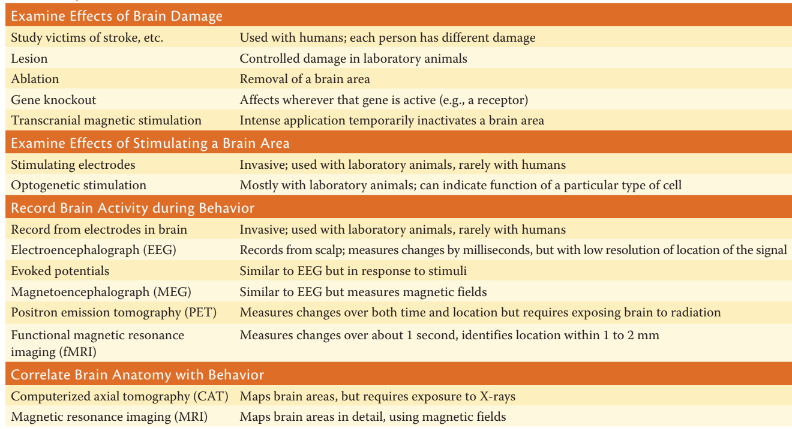 Examine Effects of Brain Damage
Study victims of stroke, etc. Used with humans; each person has different damage
Lesion Controlled damage in laboratory animals
Ablation Removal of a brain area
Gene knockout Affects wherever that gene is active (e.g., a receptor)
Transcranial magnetic stimulation Intense application temporarily inactivates a brain area
Examine Effects of Stimulating a Brain Area
Stimulating electrodes Invasive; used with laboratory animals, rarely with humans
Optogenetic stimulation Mostly with laboratory animals; can indicate function of a particular type of cell
Record Brain Activity during Behavior
Record from electrodes in brain Invasive; used with laboratory animals, rarely with humans
Electroencephalograph (EEG) Records from scalp; measures changes by milliseconds, but with low resolution of location of the signal
Evoked potentials Similar to EEG but in response to stimuli
Magnetoencephalograph (MEG) Similar to EEG but measures magnetic fields
Positron emission tomography (PET) Measures changes over both time and location but requires exposing brain to radiation
Functional magnetic resonance Measures changes over about 1 second, identifies location within 1 to 2 mm
imaging (fMRI)
Correlate Brain Anatomy with Behavior
Computerized axial tomography (CAT) Maps brain areas, but requires exposure to X-rays
Magnetic resonance imaging (MRI) Maps brain areas in detail, using magnetic fields